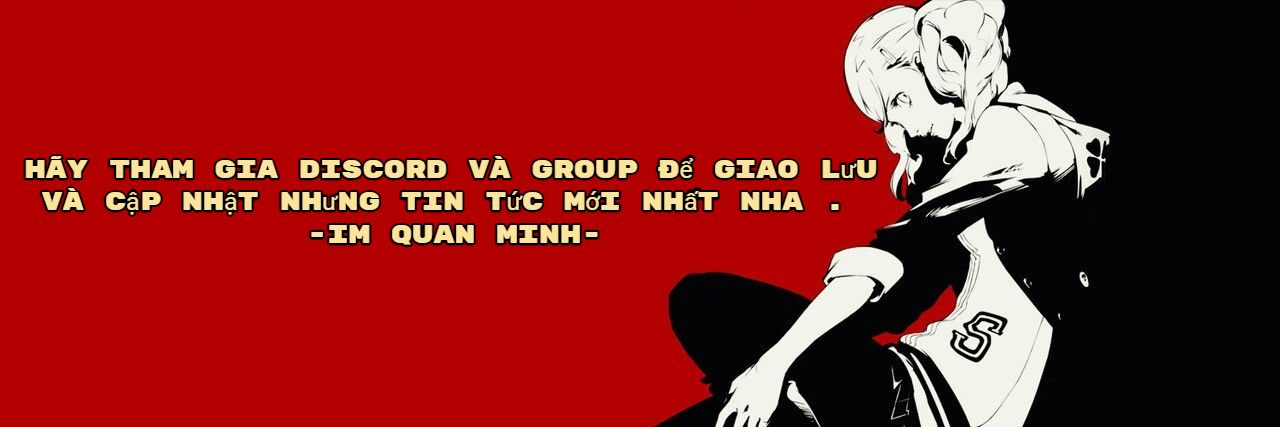 HÃY THAM GIA DISCORD VÀ GROUP Để GIAO LưU
VÀ CậP NHậT NHưNG TIN TứC MớI NHấT NHA .
-IM QUAN MINH-
S